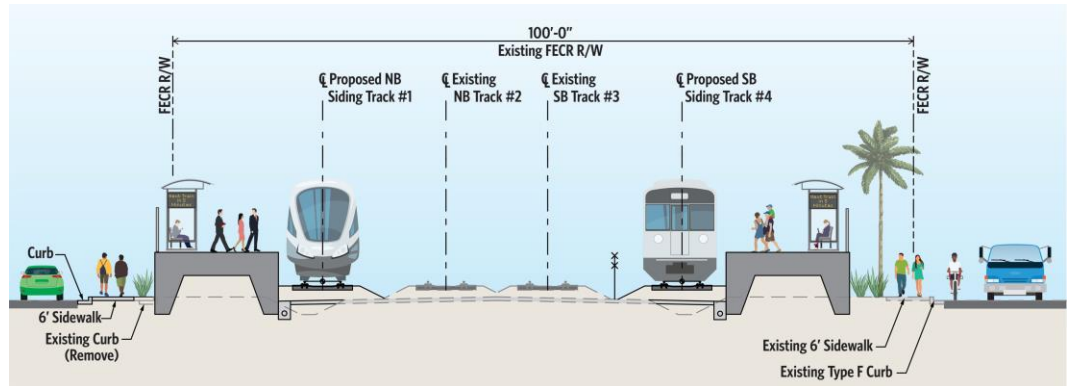 100'-0"
Existing FECR R/W
FECR R/W
FECR R/W
℄ Proposed NB
Siding Track #1
℄ Existing
NB Track #2
℄ Existing
SB Track #3
℄ Proposed SB
Siding Track #4
Curb
6' Sidewalk
Existing Curb
(Remove)
Existing 6' Sidewalk
Existing Type F Curb